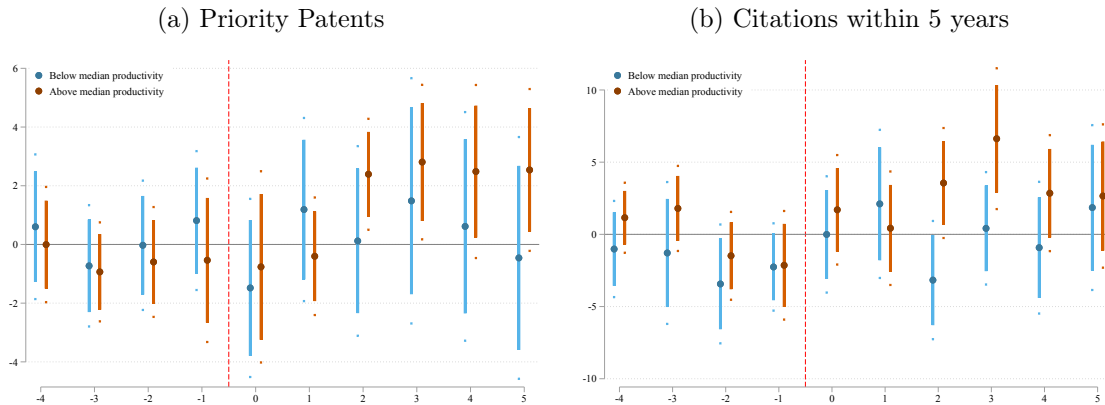 (a) Priority Patents
6
4
2
0
-2
-4
Below median productivity
Above median productivity
-4 -3 -2 -1 0 1 2 3 4 5
(b) Citations within 5 years
10
5
0
-5
-10
Below median productivity
Above median productivity
-4 -3 -2 -1 0 1 2 3 4 5